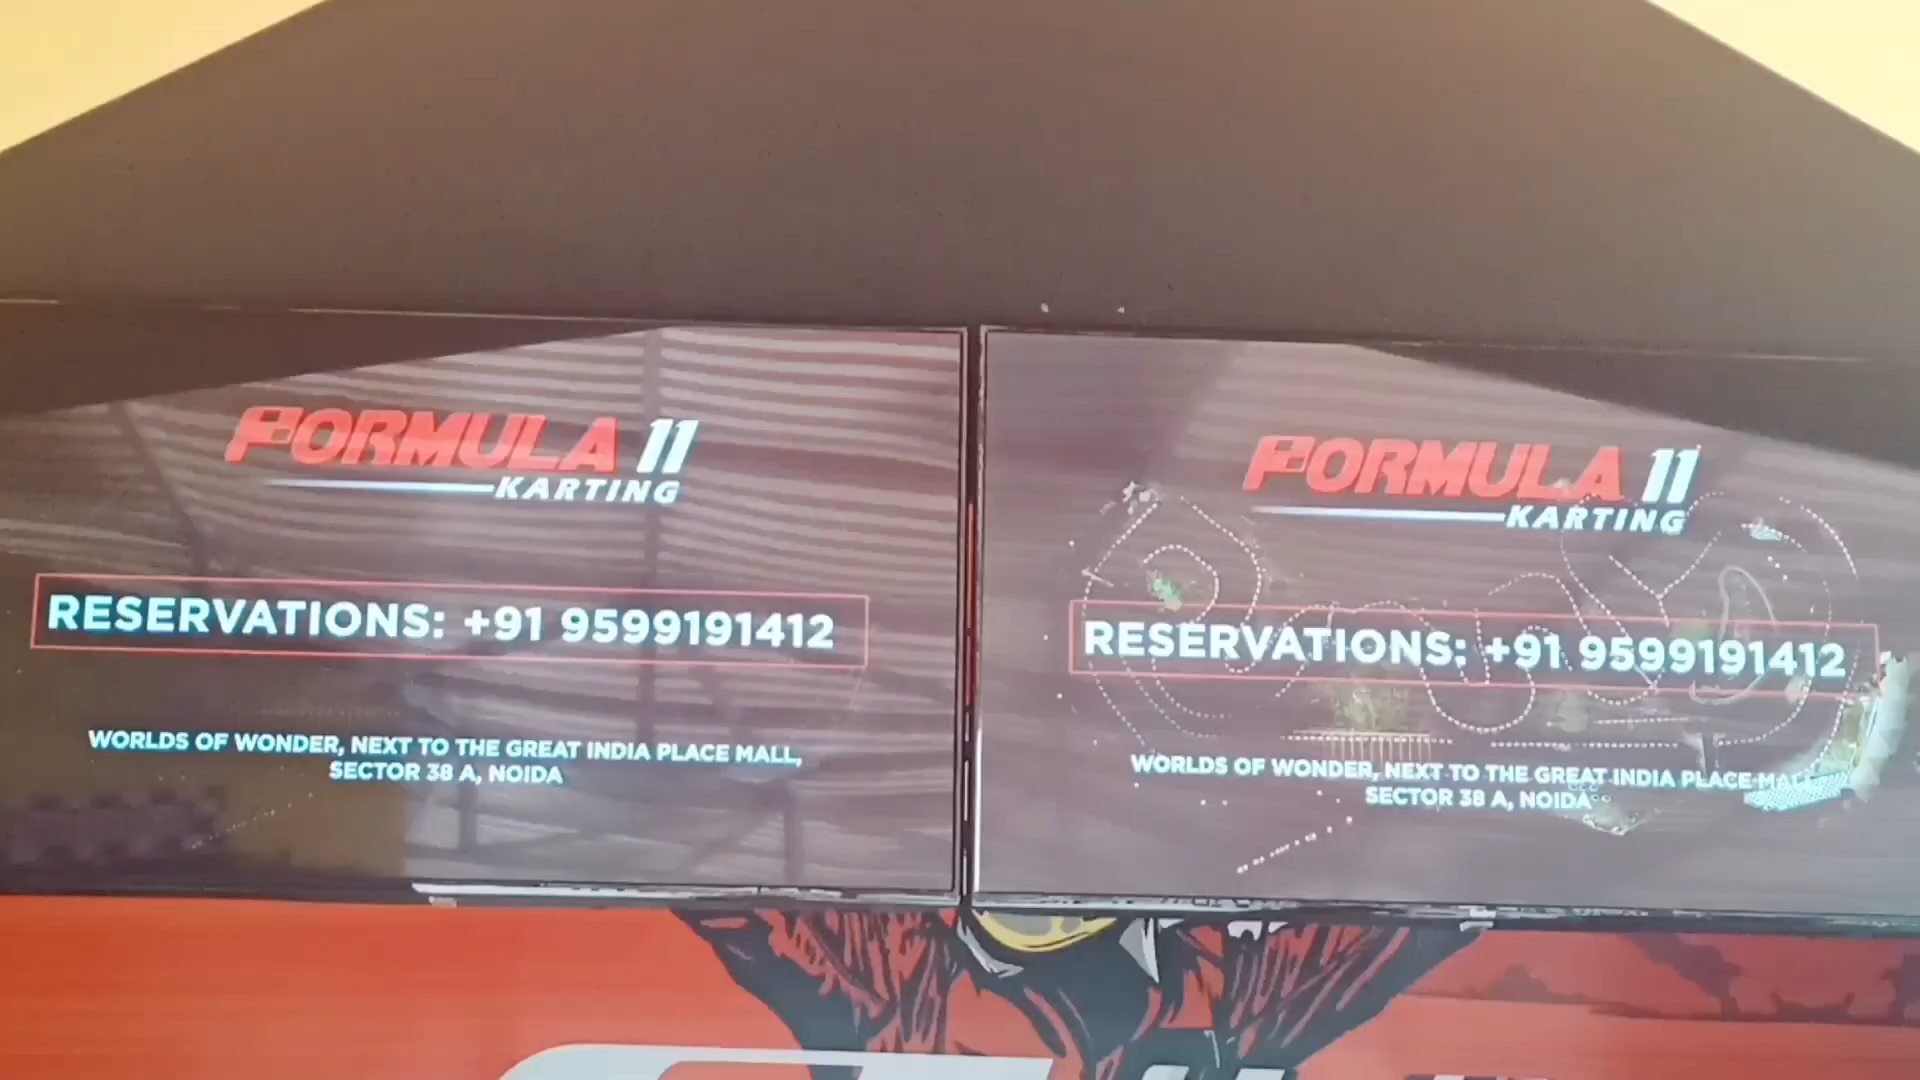 FORMULA 11
KARTING
RESERVATIONS: +91 9599191412
WORLDS OF WONDER, NEXT TO THE GREAT INDIA PLACE MALL,
SECTOR 38 A, NOIDA
FORMULA 11
KARTING
RESERVATIONS: +91 9599191412
WORLDS OF WONDER, NEXT TO THE GREAT INDIA PLACE MALL,
SECTOR 38 A, NOIDA